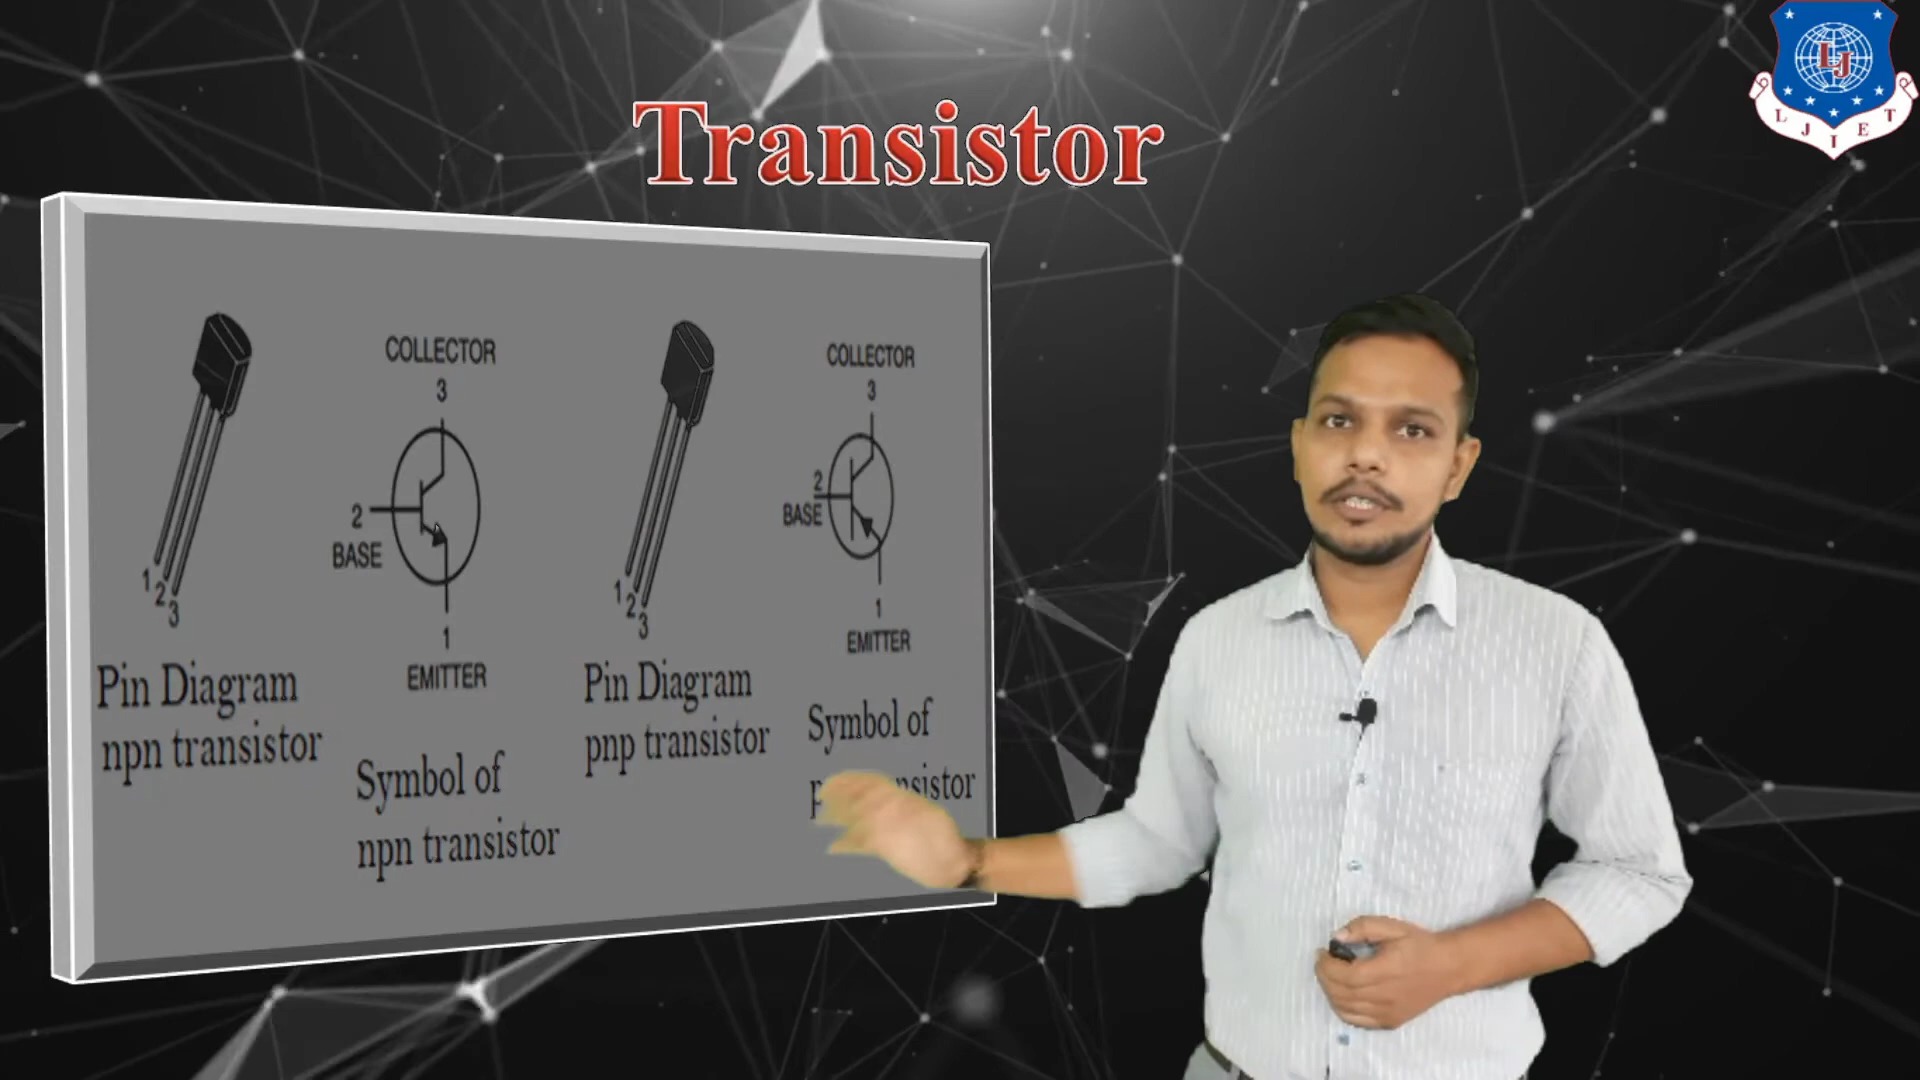 Transistor
LJ
L J I E T
COLLECTOR
3
2
BASE
1
EMITTER
1
2
3
Pin Diagram
npn transistor
Symbol of
npn transistor
1
2
3
Pin Diagram
pnp transistor
COLLECTOR
3
2
BASE
1
EMITTER
Symbol of